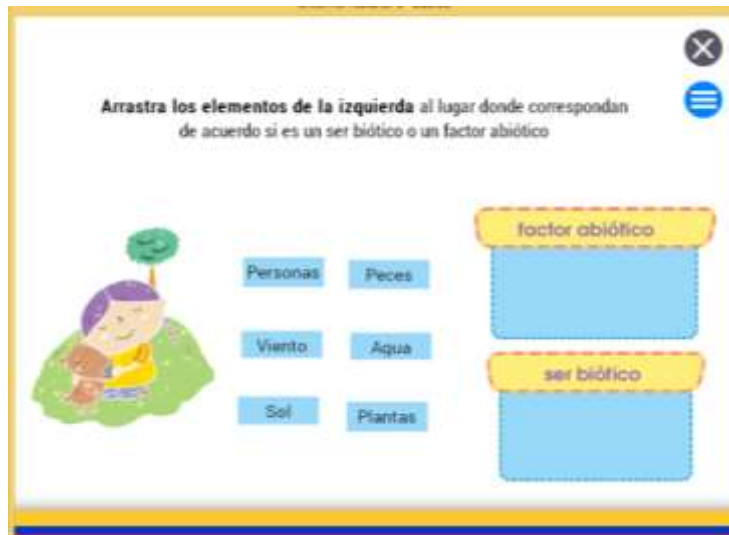 Arrastra los elementos de la izquierda al lugar donde correspondan
de acuerdo si es un ser biótico o un factor abiótico
factor abiótico
Personas Peces
Viento Agua
ser biótico
Sol Plantas